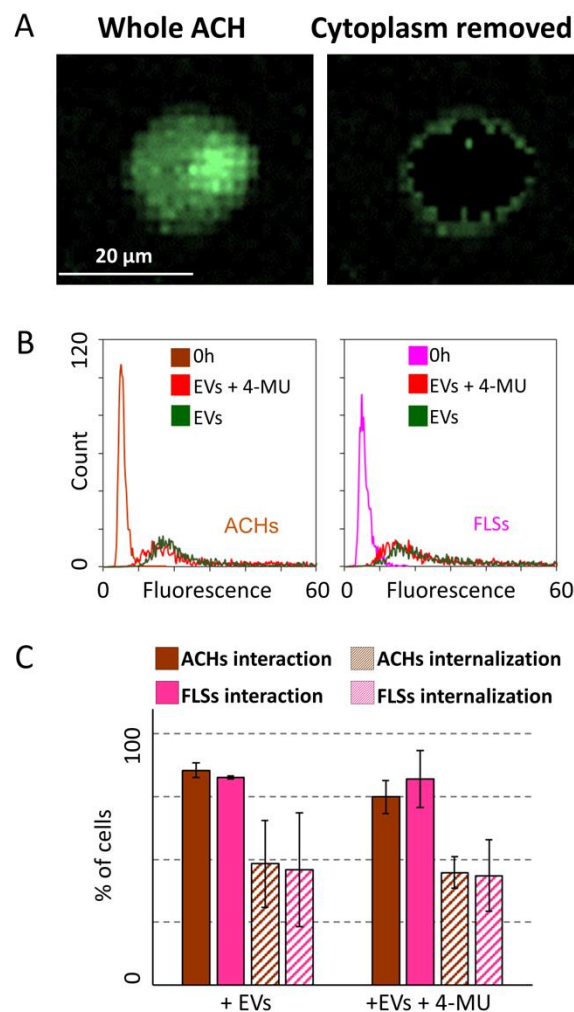 A
Whole ACH
Cytoplasm removed
20 µm
B
120
Count
0
0h
EVs + 4-MU
EVs
ACHs
0
Fluorescence
60
0h
EVs + 4-MU
EVs
FLSs
0
Fluorescence
60
C
ACHs interaction
ACHs internalization
FLSs interaction
FLSs internalization
100
% of cells
0
+ EVs
+EVs + 4-MU